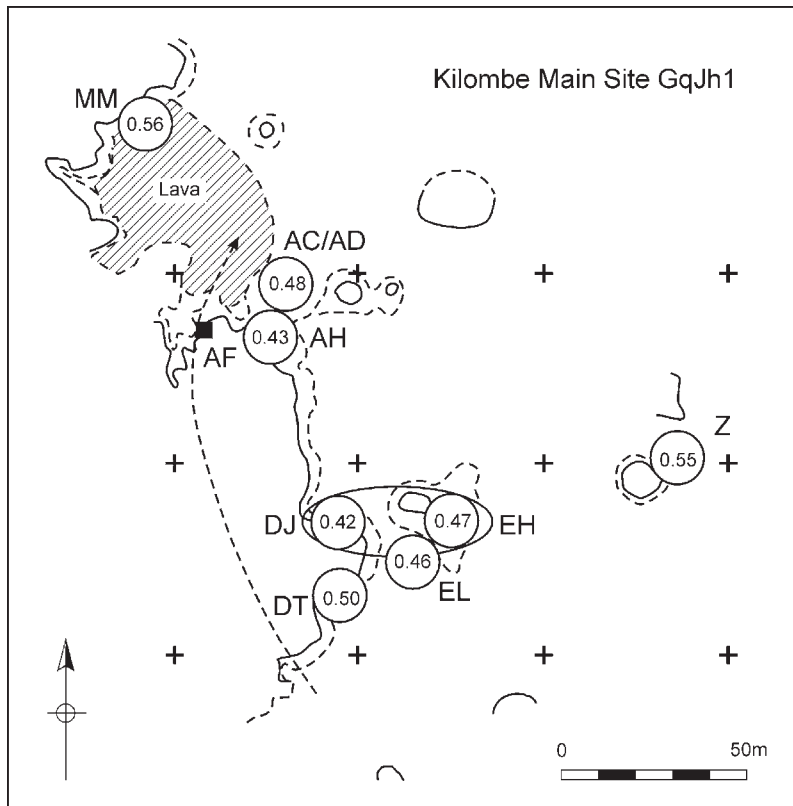 Kilombe Main Site GqJh1
MM
0.56
Lava
AC/AD
0.48
0.43
AH
AF
Z
0.55
DJ
0.42
0.47
EH
0.46
EL
DT
0.50
0 50m